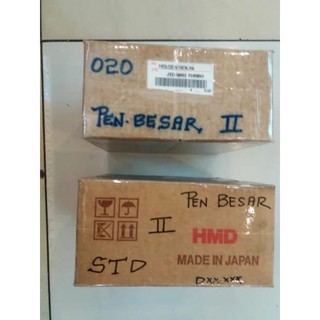 020
PEN BESAR II
PEN BESAR
II
HMD
STD
MADE IN JAPAN